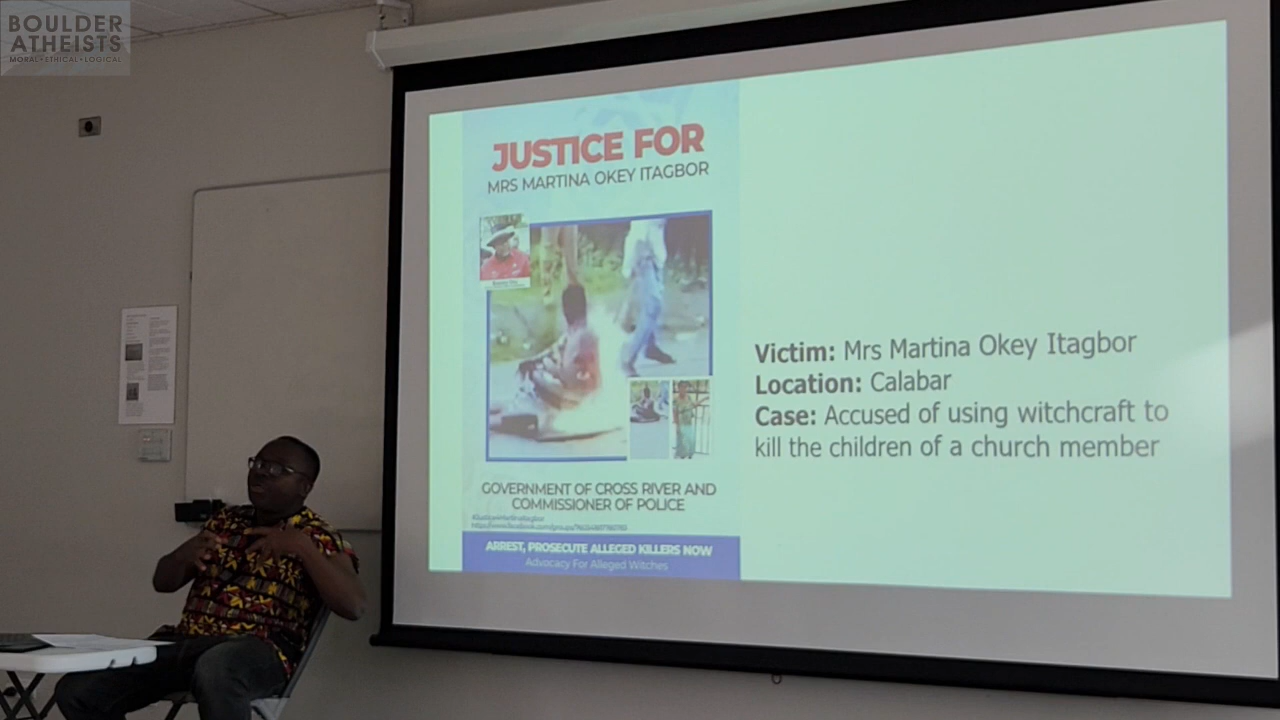 BOULDER
ATHEISTS
MORAL•ETHICAL•LOGICAL
JUSTICE FOR
MRS MARTINA OKEY ITAGBOR
GOVERNMENT OF CROSS RIVER AND
COMMISSIONER OF POLICE
ARREST, PROSECUTE ALLEGED KILLERS NOW
Advocacy For Alleged Witches
Victim: Mrs Martina Okey Itagbor
Location: Calabar
Case: Accused of using witchcraft to
kill the children of a church member